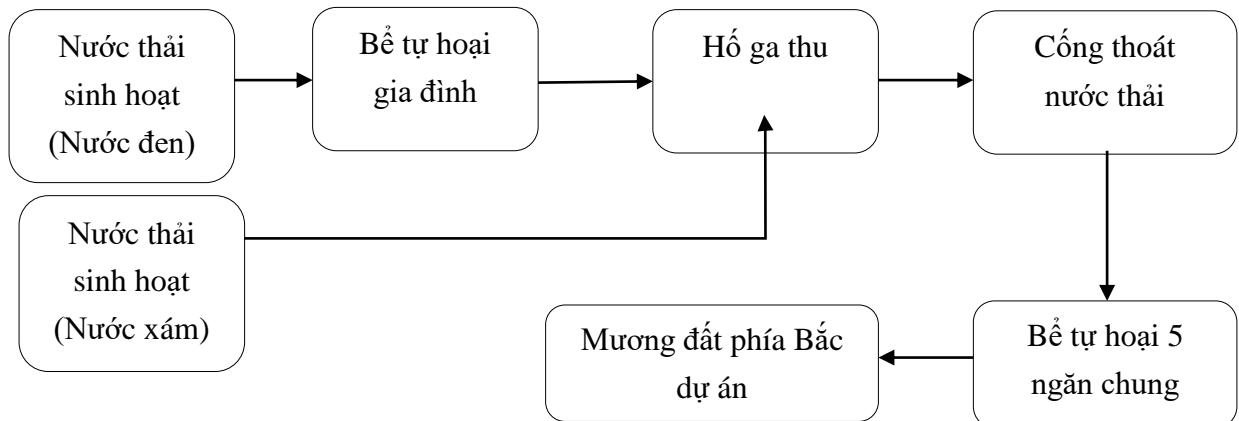 Nước thải
sinh hoạt
(Nước đen)
Bể tự hoại
gia đình
Hố ga thu
Cống thoát
nước thải
Nước thải
sinh hoạt
(Nước xám)
Mương đất phía Bắc
dự án
Bể tự hoại 5
ngăn chung